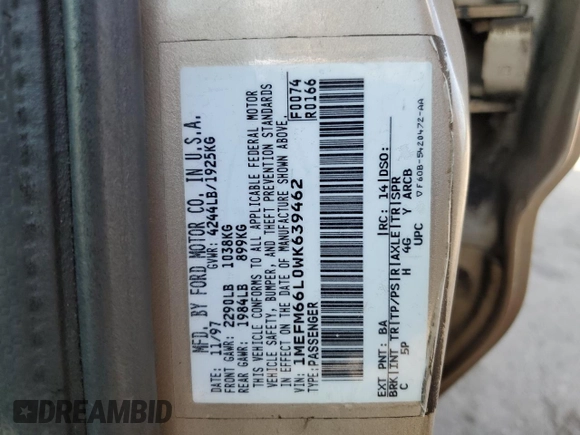 MFD. BY FORD MOTOR CO. IN U.S.A.
DATE: 11/97 GVWR: 4244LB/1925KG
FRONT GAWR: 2290LB 1038KG
REAR GAWR: 1984LB 899KG
THIS VEHICLE CONFORMS TO ALL APPLICABLE FEDERAL MOTOR
VEHICLE SAFETY, BUMPER, AND THEFT PREVENTION STANDARDS
IN EFFECT ON THE DATE OF MANUFACTURE SHOWN ABOVE.
VIN: 1MEFM66L0WK639462
TYPE: PASSENGER
F0074
R0166
EXT PNT: BA RC: 14 DSO:
BRK INT TR TP/PS R AXLE TR SPR
C 5P H 4G Y ARCB
UPC
F60B-5420472-AA
DREAMBID